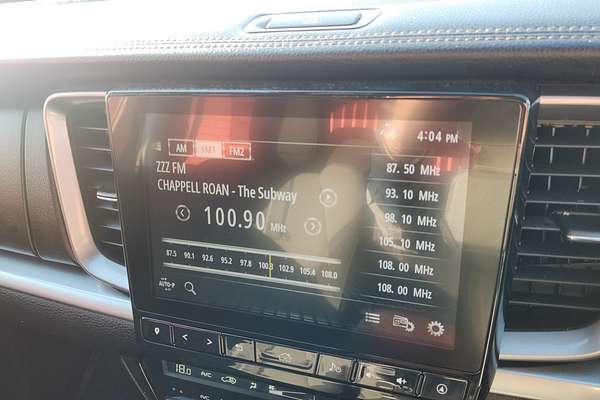 4:04 PM
AM FM1 FM2
ZZZ FM
CHAPPELL ROAN - The Subway
100.90 MHz
87.5 90.1 92.6 95.2 97.8 100.3 102.9 105.4 108.0
AUTO-P
87.50 MHz
93.10 MHz
98.10 MHz
105.10 MHz
108.00 MHz
108.00 MHz
18.0 A/C
A/C